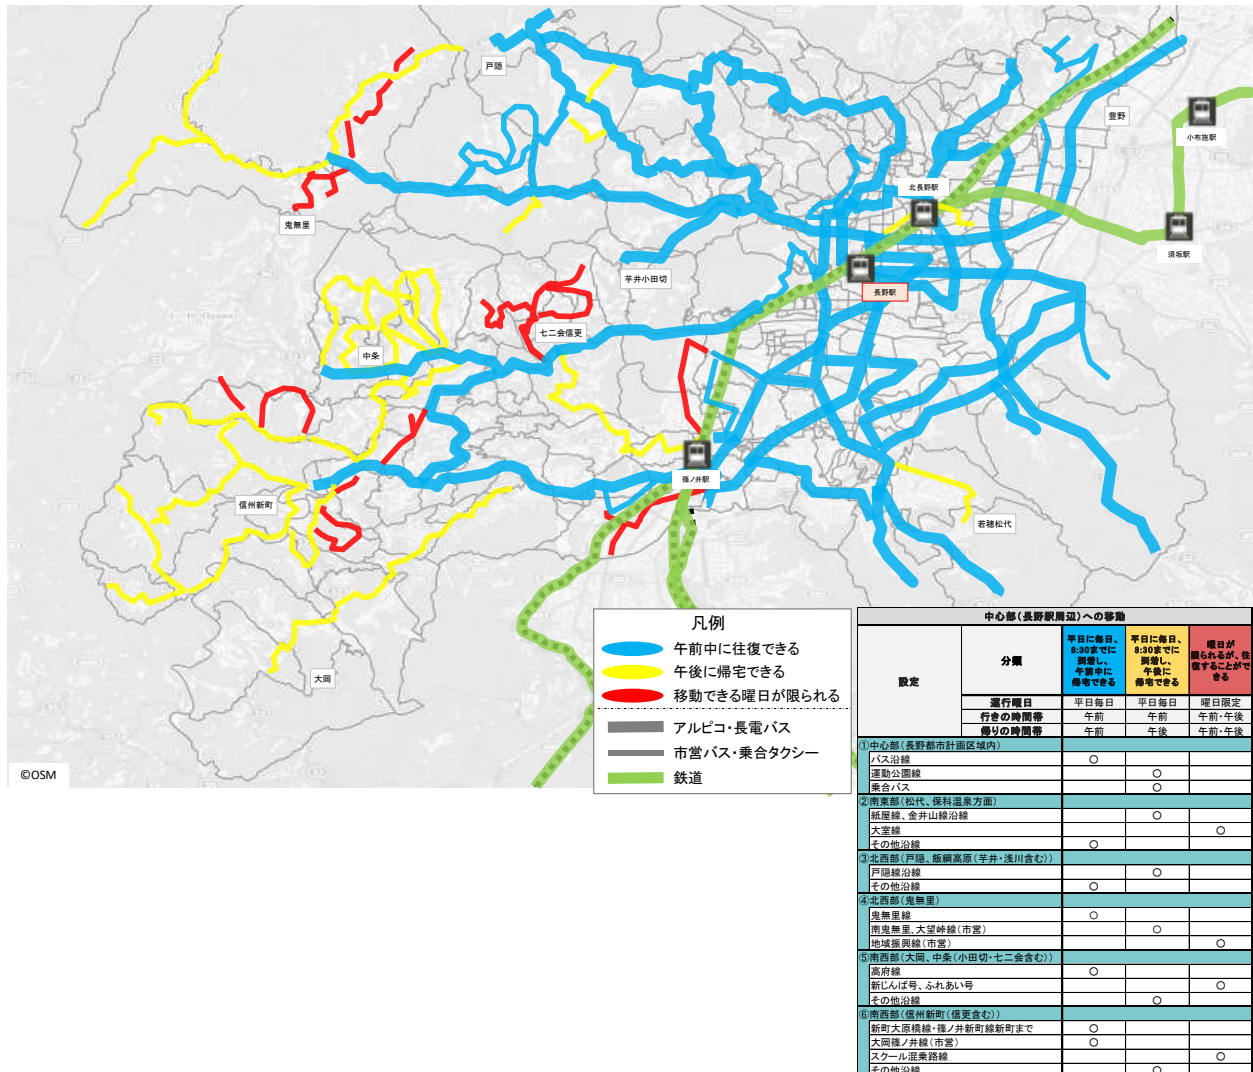 戸隠
豊野
小布施駅
北長野駅
鬼無里
須坂駅
芋井小田切
長野駅
七二会信更
中条
篠ノ井駅
信州新町
若穂松代
大岡
©OSM
凡例
午前中に往復できる
午後に帰宅できる
移動できる曜日が限られる
アルピコ・長電バス
市営バス・乗合タクシー
鉄道
中心部(長野駅周辺)への移動
設定
分類
平日に毎日、
8:30までに
到着し、
午前中に
帰宅できる
平日に毎日、
8:30までに
到着し、
午後に
帰宅できる
曜日が
限られるが、往
復することがで
きる
運行曜日 平日毎日 平日毎日 曜日限定
行きの時間帯 午前 午前 午前・午後
帰りの時間帯 午前 午後 午前・午後
①中心部(長野都市計画区域内)
バス沿線 ○
運動公園線 ○
乗合バス ○
②南東部(松代、保科温泉方面)
紙屋線、金井山線沿線 ○
大室線 ○
その他沿線 ○
③北西部(戸隠、飯綱高原(芋井・浅川含む))
戸隠線沿線 ○
その他沿線 ○
④北西部(鬼無里)
鬼無里線 ○
南鬼無里、大望峠線(市営) ○
地域振興線(市営) ○
⑤南西部(大岡、中条(小田切・七二会含む))
高府線 ○
新じんば号、ふれあい号 ○
その他沿線 ○
⑥南西部(信州新町(信更含む))
新町大原橋線・篠ノ井新町線新町まで ○
大岡篠ノ井線(市営) ○
スクール混乗路線 ○
その他沿線 ○